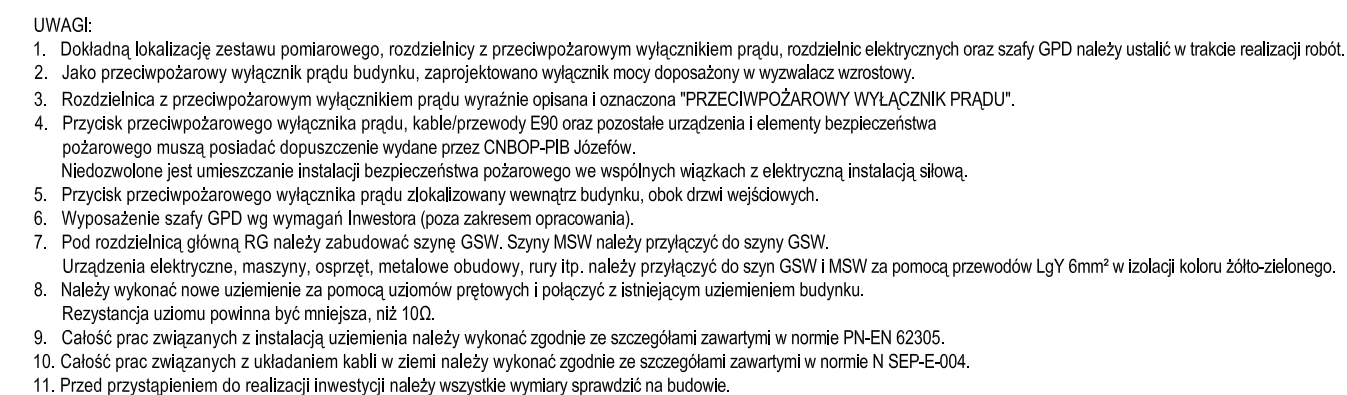 UWAGI:
1. Dokładną lokalizację zestawu pomiarowego, rozdzielnicy z przeciwpożarowym wyłącznikiem prądu, rozdzielnic elektrycznych oraz szafy GPD należy ustalić w trakcie realizacji robót.
2. Jako przeciwpożarowy wyłącznik prądu budynku, zaprojektowano wyłącznik mocy doposażony w wyzwalacz wzrostowy.
3. Rozdzielnica z przeciwpożarowym wyłącznikiem prądu wyraźnie opisana i oznaczona "PRZECIWPOŻAROWY WYŁĄCZNIK PRĄDU".
4. Przycisk przeciwpożarowego wyłącznika prądu, kable/przewody E90 oraz pozostałe urządzenia i elementy bezpieczeństwa
pożarowego muszą posiadać dopuszczenie wydane przez CNBOP-PIB Józefów.
Niedozwolone jest umieszczanie instalacji bezpieczeństwa pożarowego we wspólnych wiązkach z elektryczną instalacją siłową.
5. Przycisk przeciwpożarowego wyłącznika prądu zlokalizowany wewnątrz budynku, obok drzwi wejściowych.
6. Wyposażenie szafy GPD wg wymagań Inwestora (poza zakresem opracowania).
7. Pod rozdzielnicą główną RG należy zabudować szynę GSW. Szyny MSW należy przyłączyć do szyny GSW.
Urządzenia elektryczne, maszyny, osprzęt, metalowe obudowy, rury itp. należy przyłączyć do szyn GSW i MSW za pomocą przewodów LgY 6mm² w izolacji koloru żółto-zielonego.
8. Należy wykonać nowe uziemienie za pomocą uziomów prętowych i połączyć z istniejącym uziemieniem budynku.
Rezystancja uziomu powinna być mniejsza, niż 10Ω.
9. Całość prac związanych z instalacją uziemienia należy wykonać zgodnie ze szczegółami zawartymi w normie PN-EN 62305.
10. Całość prac związanych z układaniem kabli w ziemi należy wykonać zgodnie ze szczegółami zawartymi w normie N SEP-E-004.
11. Przed przystąpieniem do realizacji inwestycji należy wszystkie wymiary sprawdzić na budowie.